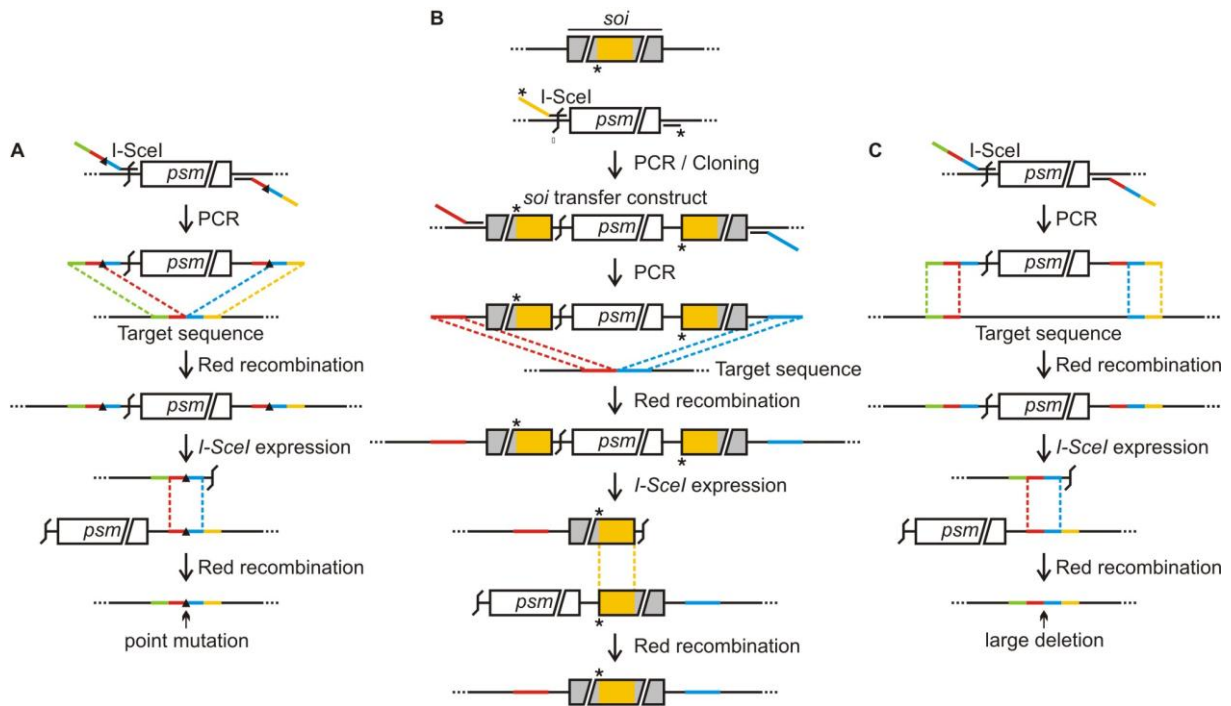 A
I-SceI
psm
PCR
psm
Target sequence
Red recombination
psm
I-SceI expression
psm
Red recombination
point mutation
B
soi
*
*
I-SceI
psm
*
PCR / Cloning
soi transfer construct
*
psm
*
PCR
*
psm
*
Target sequence
Red recombination
*
psm
*
I-SceI expression
*
psm
*
Red recombination
*
C
I-SceI
psm
PCR
psm
Target sequence
Red recombination
psm
I-SceI expression
psm
Red recombination
large deletion